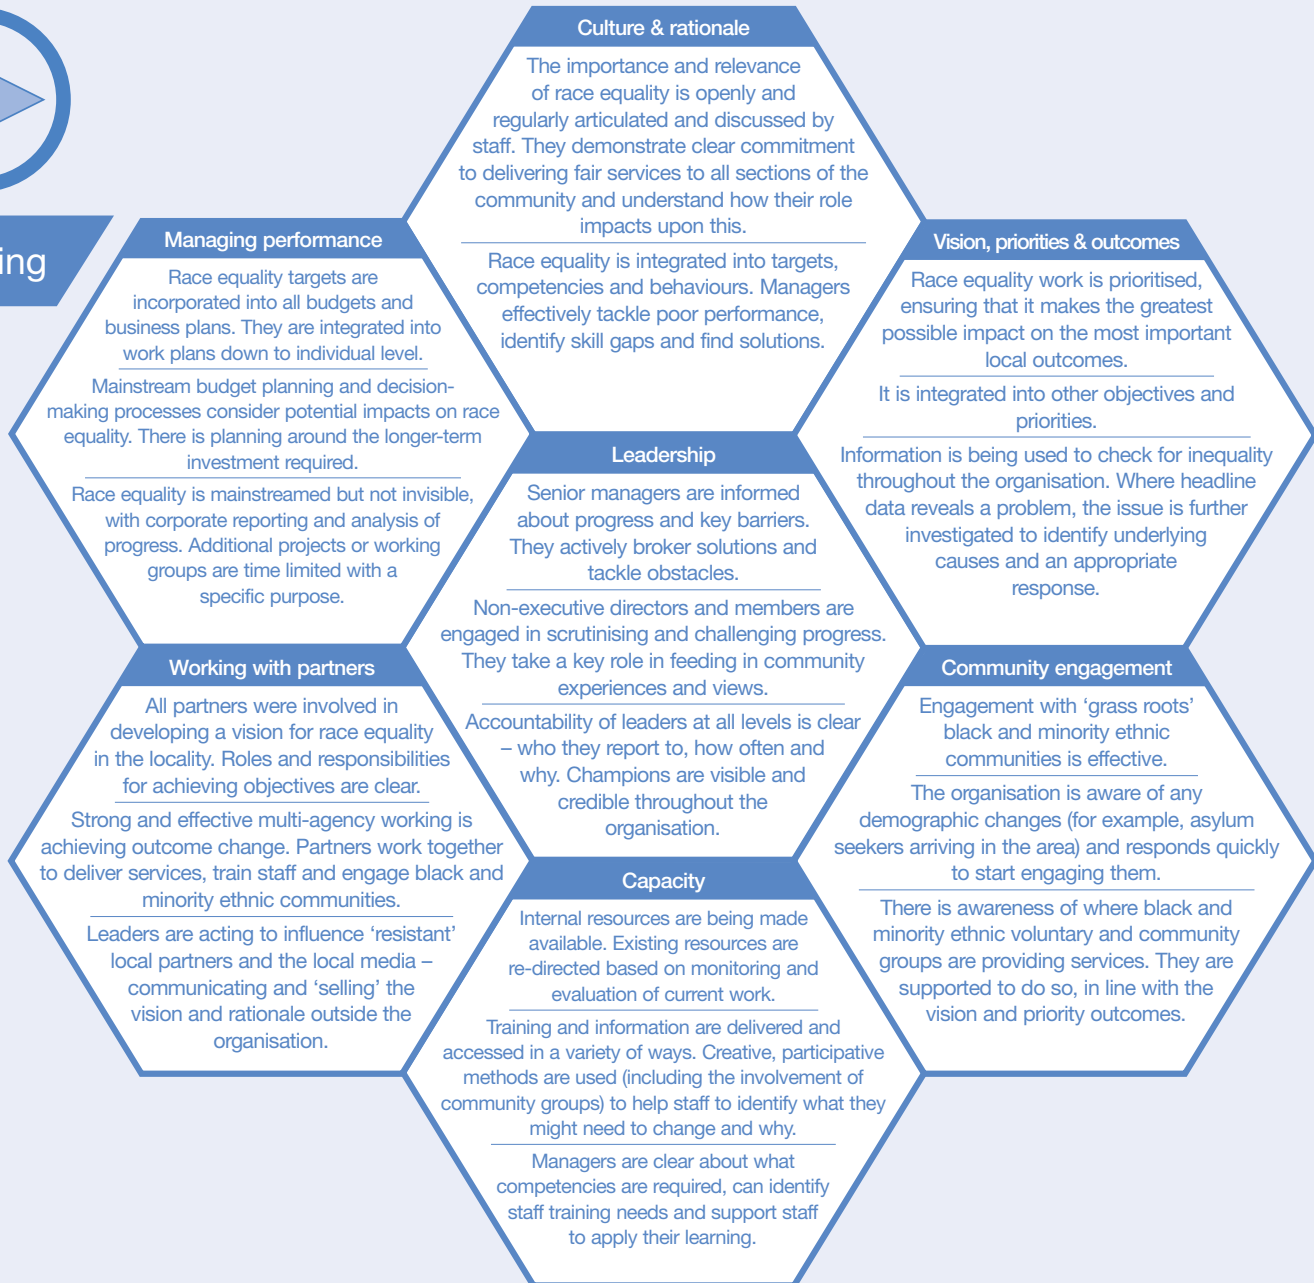 Culture & rationale
The importance and relevance
of race equality is openly and
regularly articulated and discussed by
staff. They demonstrate clear commitment
to delivering fair services to all sections of the
community and understand how their role
impacts upon this.
Race equality is integrated into targets,
competencies and behaviours. Managers
effectively tackle poor performance,
identify skill gaps and find solutions.
ing
Managing performance
Race equality targets are
incorporated into all budgets and
business plans. They are integrated into
work plans down to individual level.
Mainstream budget planning and decision-
making processes consider potential impacts on race
equality. There is planning around the longer-term
investment required.
Race equality is mainstreamed but not invisible,
with corporate reporting and analysis of
progress. Additional projects or working
groups are time limited with a
specific purpose.
Vision, priorities & outcomes
Race equality work is prioritised,
ensuring that it makes the greatest
possible impact on the most important
local outcomes.
It is integrated into other objectives and
priorities.
Information is being used to check for inequality
throughout the organisation. Where headline
data reveals a problem, the issue is further
investigated to identify underlying
causes and an appropriate
response.
Leadership
Senior managers are informed
about progress and key barriers.
They actively broker solutions and
tackle obstacles.
Non-executive directors and members are
engaged in scrutinising and challenging progress.
They take a key role in feeding in community
experiences and views.
Accountability of leaders at all levels is clear
– who they report to, how often and
why. Champions are visible and
credible throughout the
organisation.
Working with partners
All partners were involved in
developing a vision for race equality
in the locality. Roles and responsibilities
for achieving objectives are clear.
Strong and effective multi-agency working is
achieving outcome change. Partners work together
to deliver services, train staff and engage black and
minority ethnic communities.
Leaders are acting to influence ‘resistant’
local partners and the local media –
communicating and ‘selling’ the
vision and rationale outside the
organisation.
Community engagement
Engagement with ‘grass roots’
black and minority ethnic
communities is effective.
The organisation is aware of any
demographic changes (for example, asylum
seekers arriving in the area) and responds quickly
to start engaging them.
There is awareness of where black and
minority ethnic voluntary and community
groups are providing services. They are
supported to do so, in line with the
vision and priority outcomes.
Capacity
Internal resources are being made
available. Existing resources are
re-directed based on monitoring and
evaluation of current work.
Training and information are delivered and
accessed in a variety of ways. Creative, participative
methods are used (including the involvement of
community groups) to help staff to identify what they
might need to change and why.
Managers are clear about what
competencies are required, can identify
staff training needs and support staff
to apply their learning.